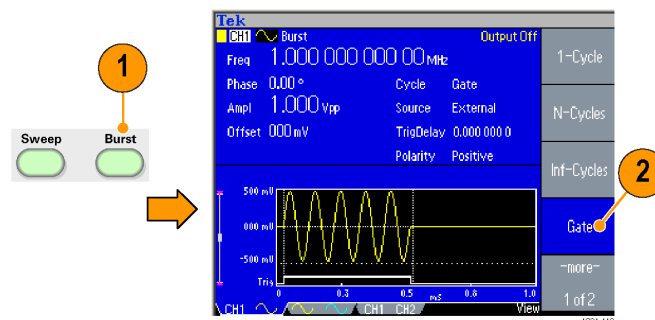 Tek
CH1 Burst Output Off
Freq 1.000 000 000 00 MHz
Phase 0.00 °
Ampl 1.000 Vpp
Offset 000 mV
Cycle Gate
Source External
TrigDelay 0.000 000 0
Polarity Positive
1-Cycle
N-Cycles
Inf-Cycles
Gate
-more-
1 of 2
1
2
Sweep Burst
500 mV
000 mV
-500 mV
Trig
0 0.3 0.5 ms 0.8 1.0
CH1 CH1 CH2 View